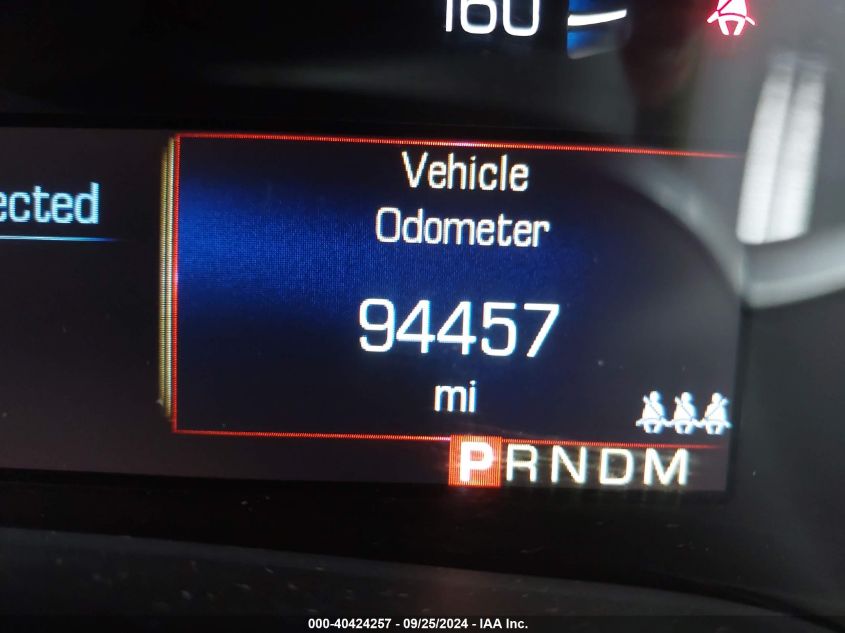 160
ected
Vehicle
Odometer
94457
mi
PRNDM
000-40424257 - 09/25/2024 - IAA Inc.